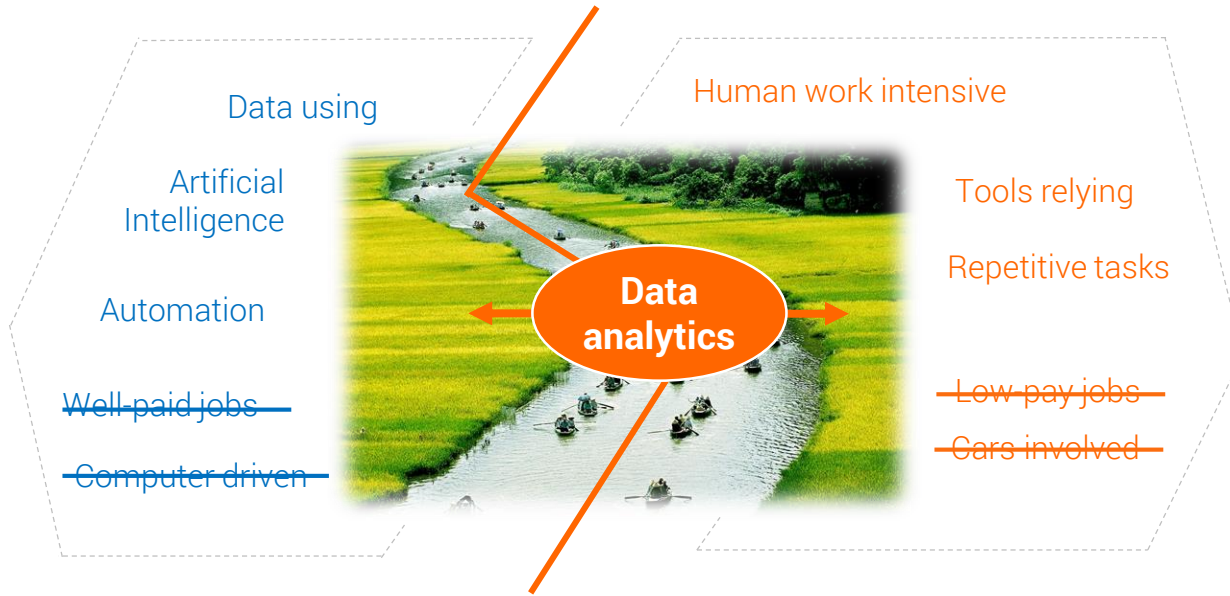 Data using
Artificial
Intelligence
Automation
Well-paid jobs
Computer driven
Data
analytics
Human work intensive
Tools relying
Repetitive tasks
Low-pay jobs
Cars involved